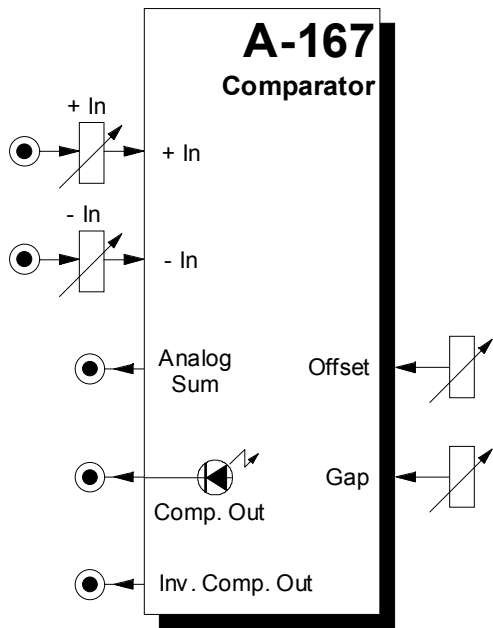 A-167
Comparator
+ In
+ In
- In
- In
Analog
Sum
Offset
Gap
Comp. Out
Inv. Comp. Out